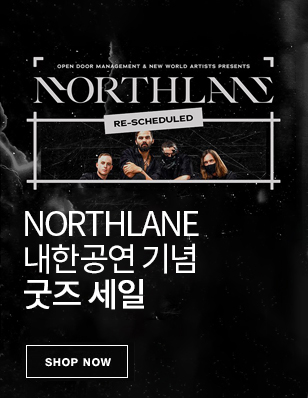 OPEN DOOR MANAGEMENT & NEW WORLD ARTISTS PRESENTS
NORTHLANE
RE-SCHEDULED
NORTHLANE
내한공연 기념
굿즈 세일
SHOP NOW